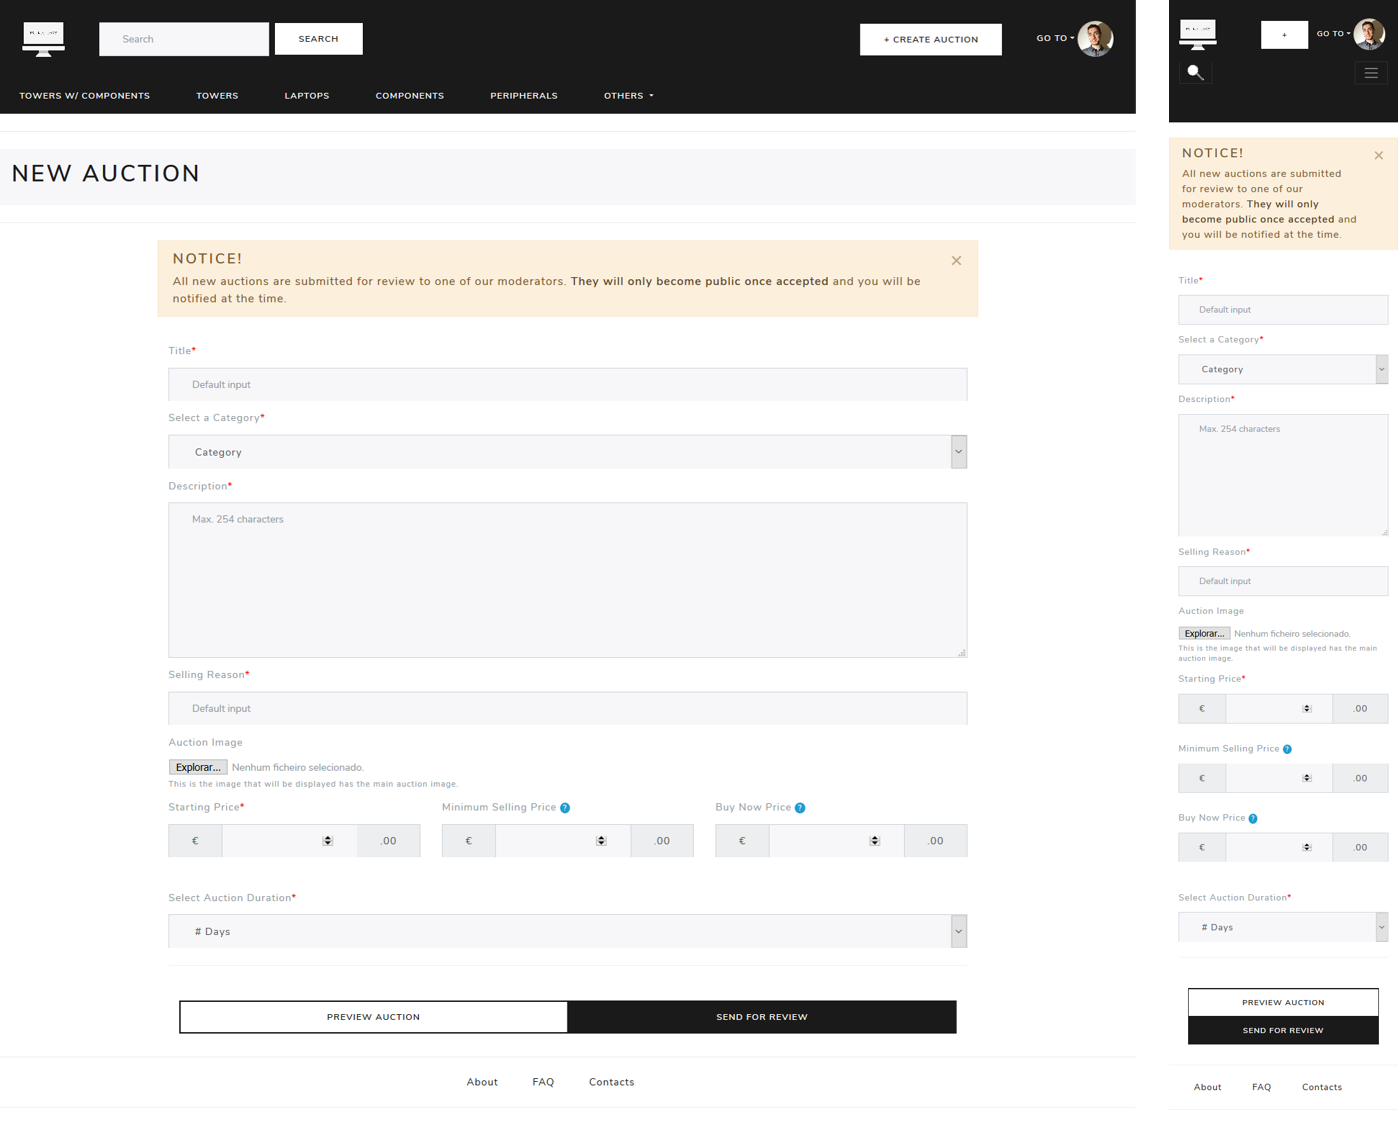 Search
SEARCH
+ CREATE AUCTION
GO TO
TOWERS W/ COMPONENTS
TOWERS
LAPTOPS
COMPONENTS
PERIPHERALS
OTHERS
NEW AUCTION
NOTICE!
×
All new auctions are submitted for review to one of our moderators. They will only become public once accepted and you will be
notified at the time.
Title*
Default input
Select a Category*
Category
Description*
Max. 254 characters
Selling Reason*
Default input
Auction Image
Explorar... Nenhum ficheiro selecionado.
This is the image that will be displayed has the main auction image.
Starting Price*
€
.00
Minimum Selling Price ?
€
.00
Buy Now Price ?
€
.00
Select Auction Duration*
# Days
PREVIEW AUCTION
SEND FOR REVIEW
About
FAQ
Contacts
+
GO TO
NOTICE!
×
All new auctions are submitted
for review to one of our
moderators. They will only
become public once accepted and
you will be notified at the time.
Title*
Default input
Select a Category*
Category
Description*
Max. 254 characters
Selling Reason*
Default input
Auction Image
Explorar... Nenhum ficheiro selecionado.
This is the image that will be displayed has the main
auction image.
Starting Price*
€
.00
Minimum Selling Price ?
€
.00
Buy Now Price ?
€
.00
Select Auction Duration*
# Days
PREVIEW AUCTION
SEND FOR REVIEW
About
FAQ
Contacts